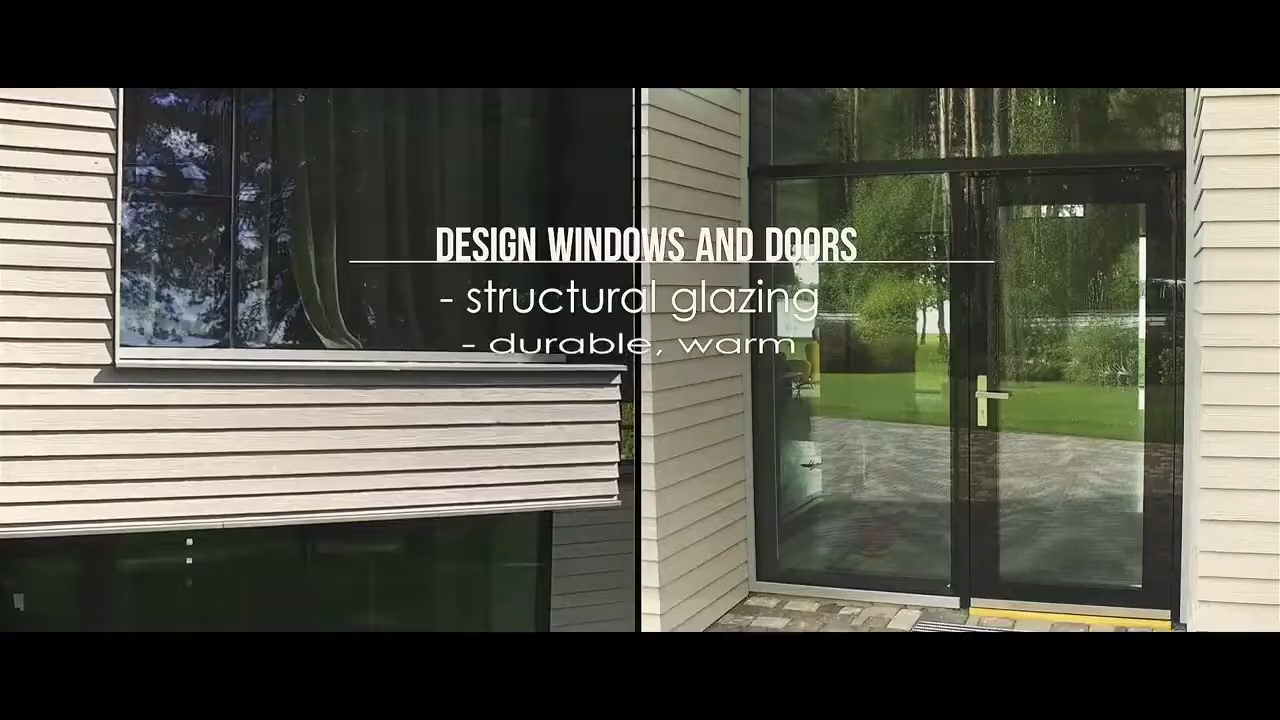 DESIGN WINDOWS AND DOORS
- structural glazing
- durable, warm